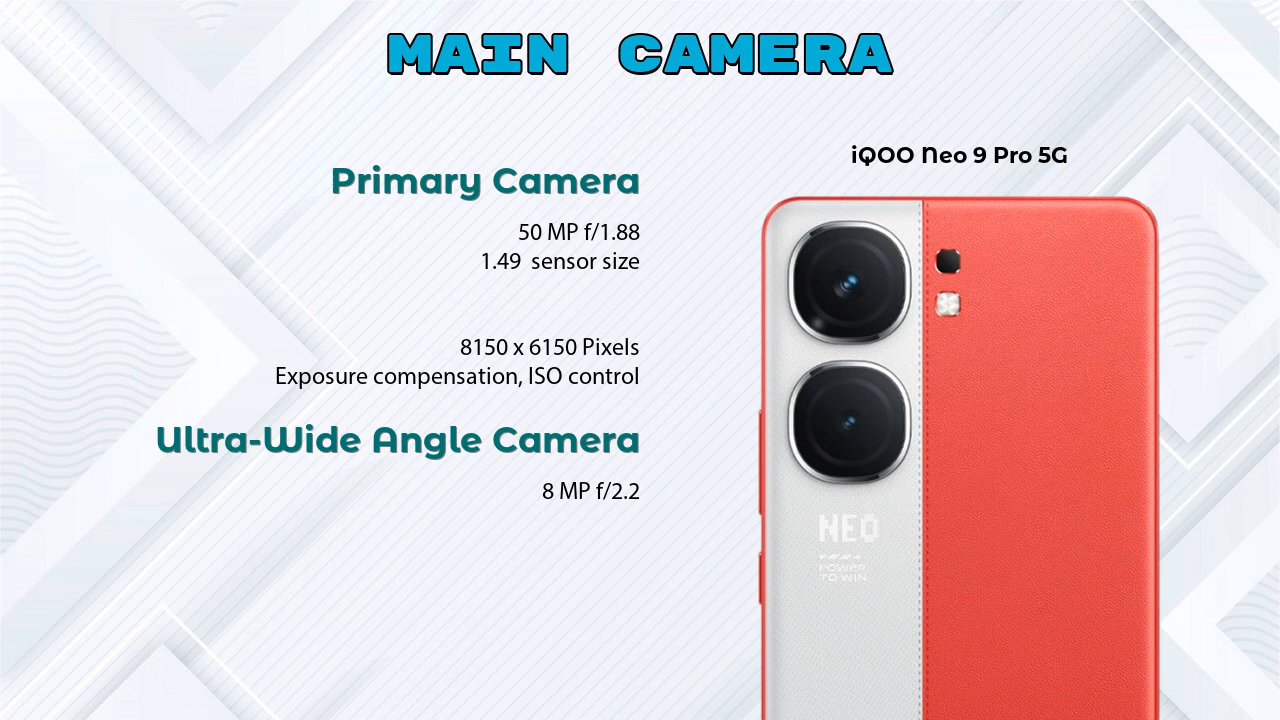 MAIN CAMERA
iQOO Neo 9 Pro 5G
Primary Camera
50 MP f/1.88
1.49 sensor size
8150 x 6150 Pixels
Exposure compensation, ISO control
Ultra-Wide Angle Camera
8 MP f/2.2
NEO
POWER
TO WIN